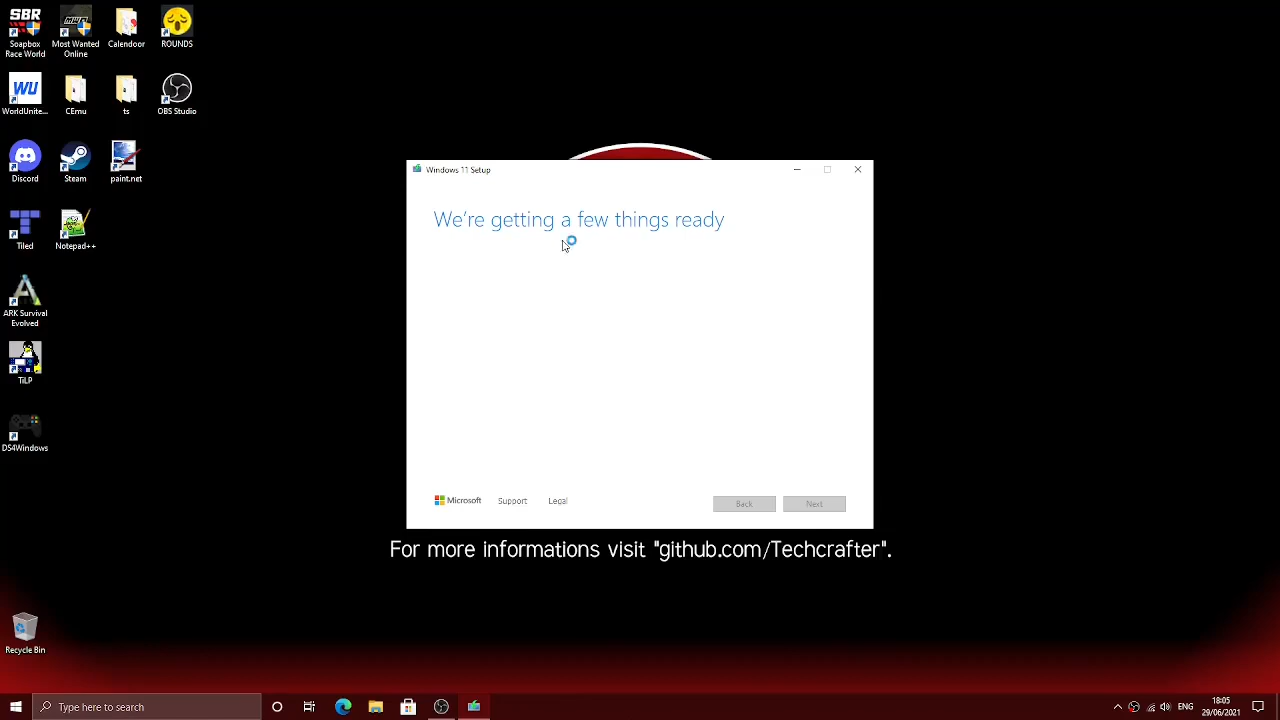 SBR
Soapbox
Race World
Most Wanted
Online
Calendoor
ROUNDS
WU
WorldUnite...
CEmu
ts
OBS Studio
Discord
Steam
paint.net
Tiled
Notepad++
ARK Survival
Evolved
TiLP
DS4Windows
Recycle Bin
Windows 11 Setup
We're getting a few things ready
Microsoft
Support
Legal
Back
Next
For more informations visit "github.com/Techcrafter".
Type here to search
ENG
18:05
29/06/2021